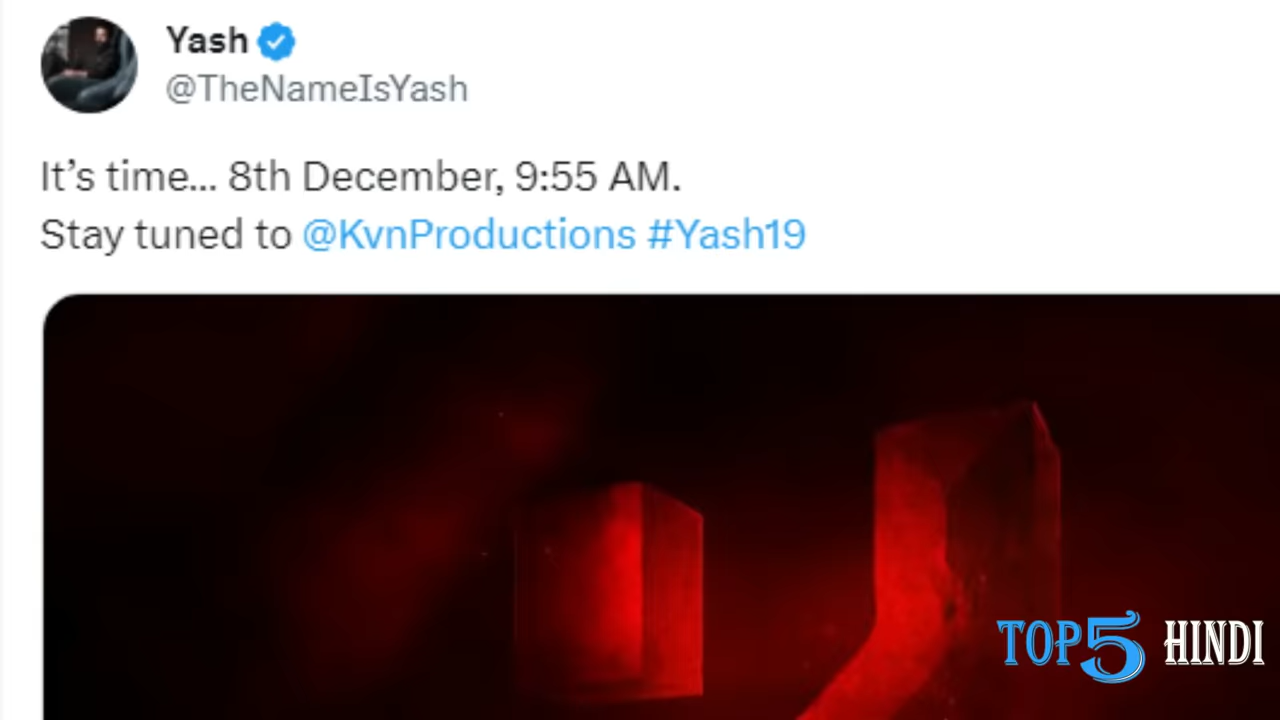 Yash
@TheNameIsYash
It’s time... 8th December, 9:55 AM.
Stay tuned to @KvnProductions #Yash19
TOP5 HINDI